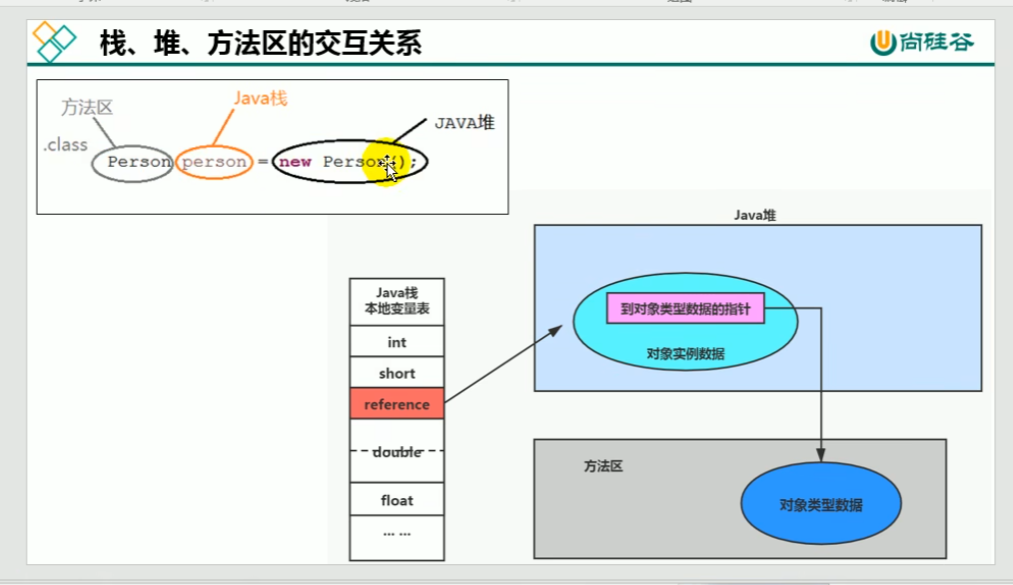 栈、堆、方法区的交互关系
尚硅谷
方法区
Java栈
JAVA堆
.class
Person person = new Person();
Java堆
Java栈
本地变量表
int
short
reference
double
float
... ...
到对象类型数据的指针
对象实例数据
方法区
对象类型数据